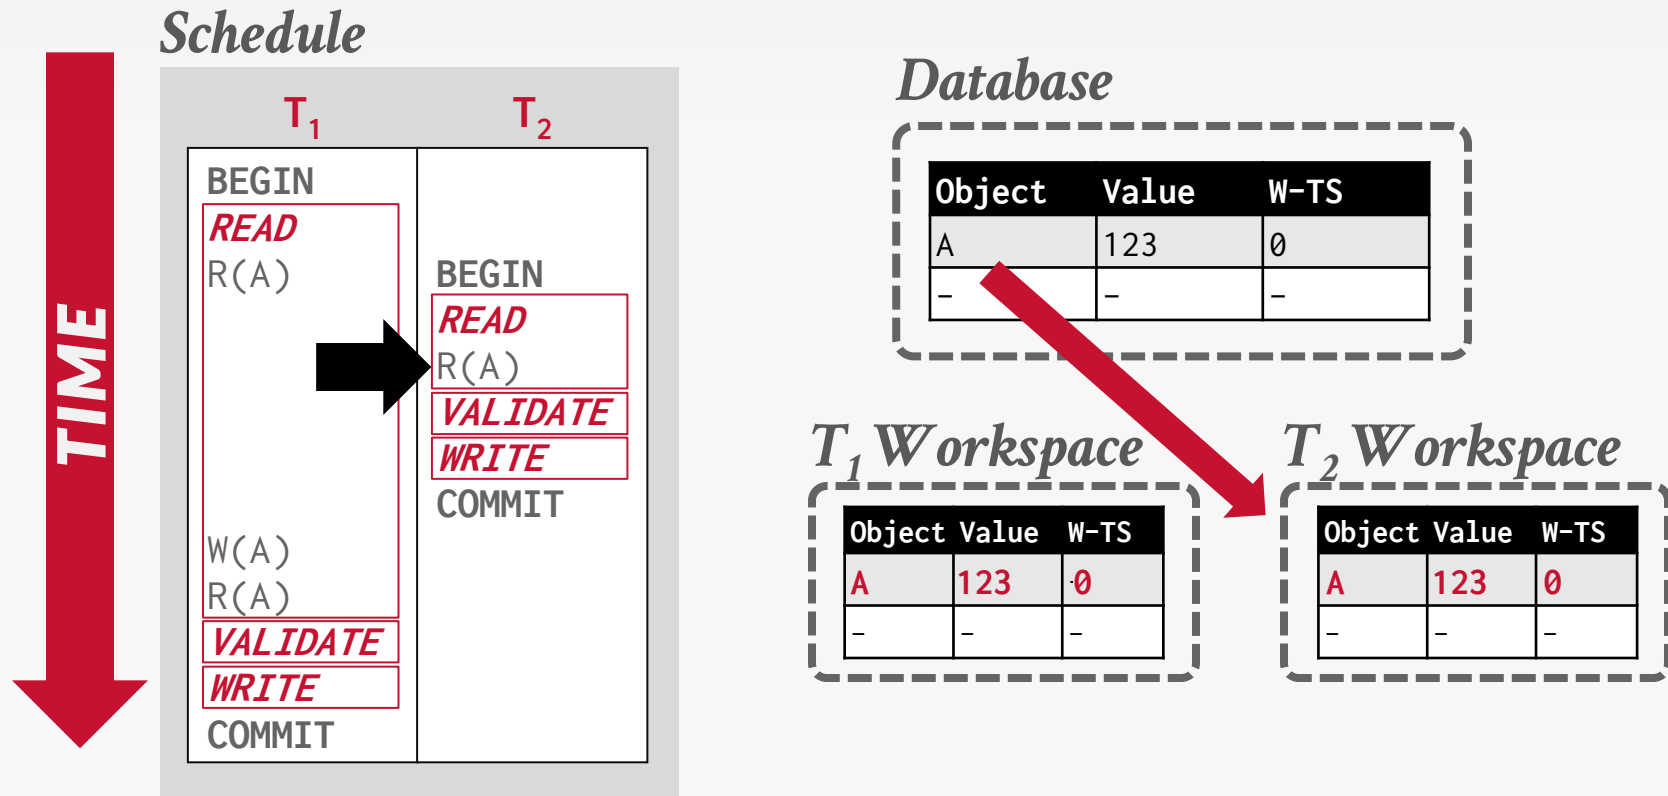 Schedule
TIME
T1 T2
BEGIN
READ
R(A) BEGIN
READ
R(A)
VALIDATE
WRITE
COMMIT
W(A)
R(A)
VALIDATE
WRITE
COMMIT
Database
Object Value W-TS
A 123 0
- - -
T1 Workspace
Object Value W-TS
A 123 0
- - -
T2 Workspace
Object Value W-TS
A 123 0
- - -